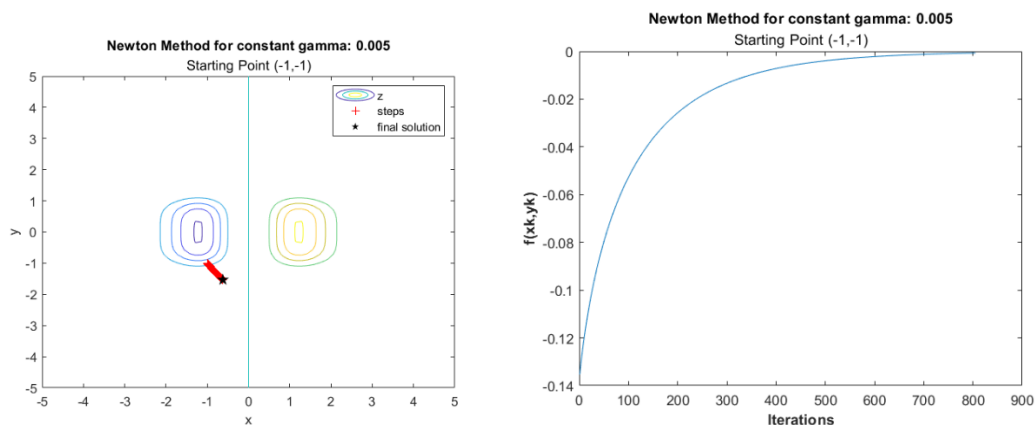 Newton Method for constant gamma: 0.005
Starting Point (-1,-1)
5
4
3
2
1
0
-1
-2
-3
-4
-5
y
-5 -4 -3 -2 -1 0 1 2 3 4 5
x
z
steps
final solution
Newton Method for constant gamma: 0.005
Starting Point (-1,-1)
0
-0.02
-0.04
-0.06
-0.08
-0.1
-0.12
-0.14
f(xk,yk)
0 100 200 300 400 500 600 700 800 900
Iterations